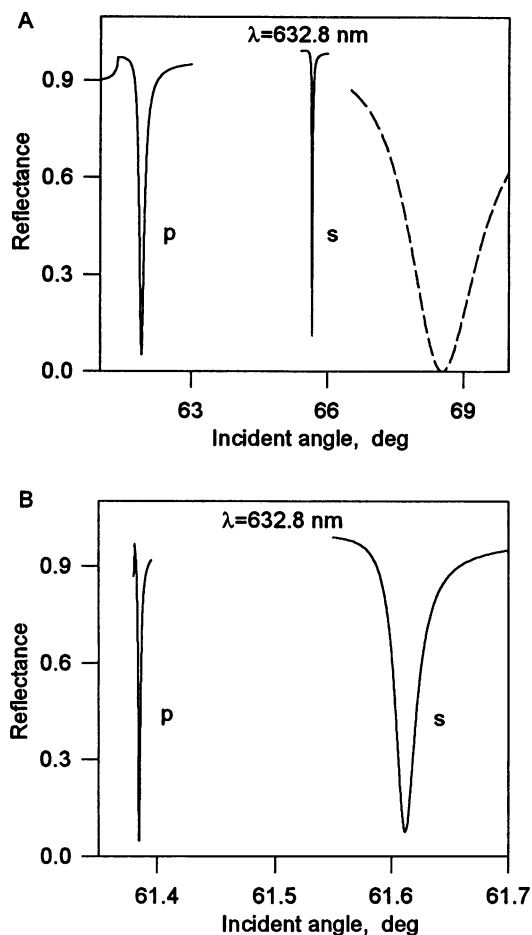 A
λ=632.8 nm
0.9
0.6
0.3
0.0
Reflectance
p
s
63
66
69
Incident angle, deg
B
λ=632.8 nm
0.9
0.6
0.3
0.0
Reflectance
p
s
61.4
61.5
61.6
61.7
Incident angle, deg